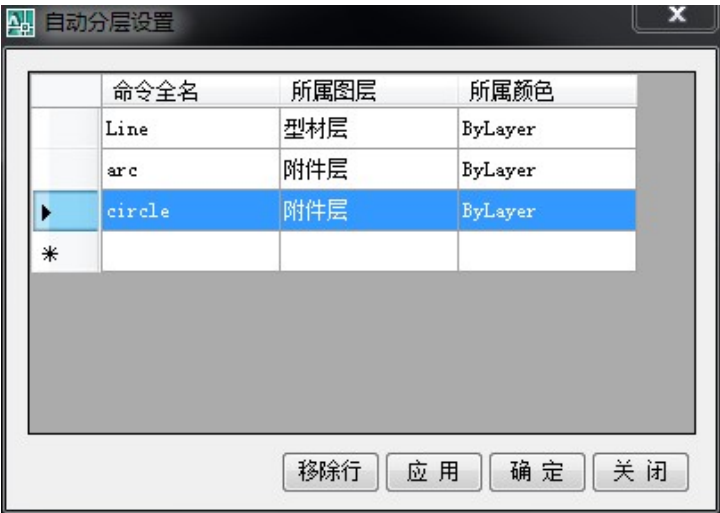 自动分层设置
命令全名 所属图层 所属颜色
Line 型材层 ByLayer
arc 附件层 ByLayer
circle 附件层 ByLayer
移除行 应用 确定 关闭